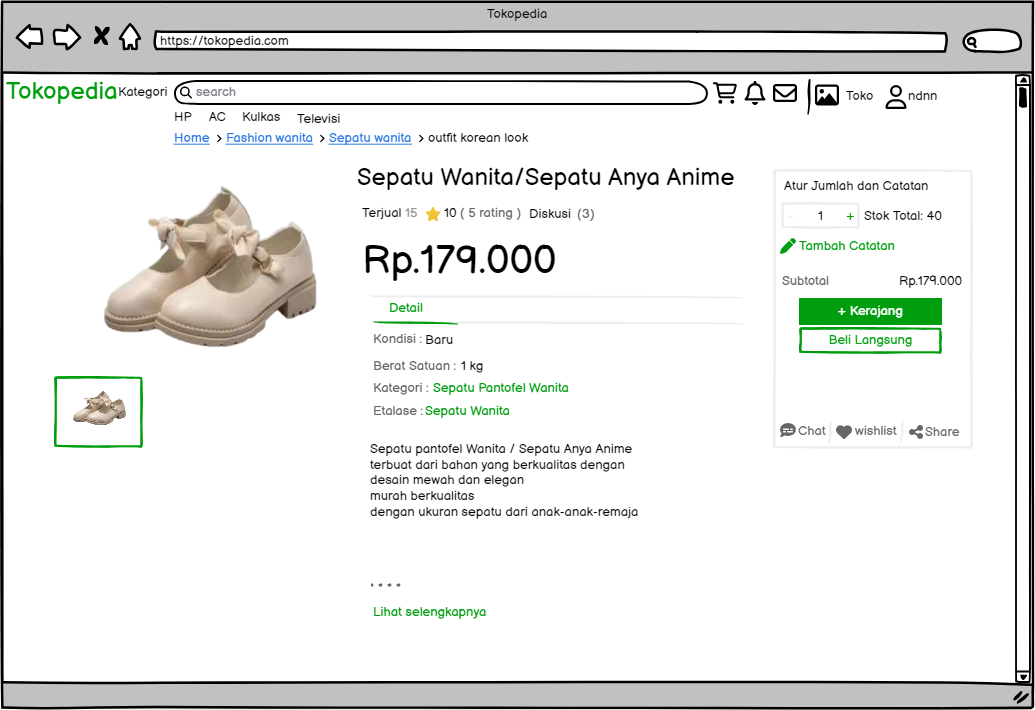 Tokopedia
https://tokopedia.com
Tokopedia Kategori search Toko ndnn
HP AC Kulkas Televisi
Home > Fashion wanita > Sepatu wanita > outfit korean look
Sepatu Wanita/Sepatu Anya Anime
Terjual 15 10 ( 5 rating ) Diskusi (3)
Rp.179.000
Detail
Kondisi : Baru
Berat Satuan : 1 kg
Kategori : Sepatu Pantofel Wanita
Etalase : Sepatu Wanita
Sepatu pantofel Wanita / Sepatu Anya Anime
terbuat dari bahan yang berkualitas dengan
desain mewah dan elegan
murah berkualitas
dengan ukuran sepatu dari anak-anak-remaja
. . . .
Lihat selengkapnya
Atur Jumlah dan Catatan
- 1 + Stok Total: 40
Tambah Catatan
Subtotal Rp.179.000
+ Kerajang
Beli Langsung
Chat wishlist Share